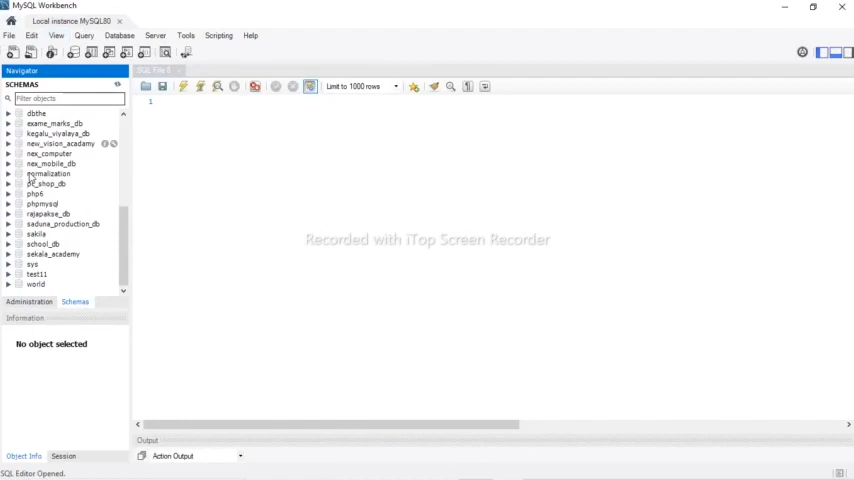 MySQL Workbench
Local instance MySQL80
File Edit View Query Database Server Tools Scripting Help
Navigator
SQL File 8
SCHEMAS
Limit to 1000 rows
Filter objects
1
dbthe
exame_marks_db
kegalu_viyalaya_db
new_vision_academy
nex_computer
nex_mobile_db
normalization
pc_shop_db
php6
phpmysql
rajapakse_db
saduna_production_db
sakila
school_db
sekala_academy
sys
test11
world
Recorded with iTop Screen Recorder
Administration Schemas
Information
No object selected
Output
Action Output
Object Info Session
SQL Editor Opened.